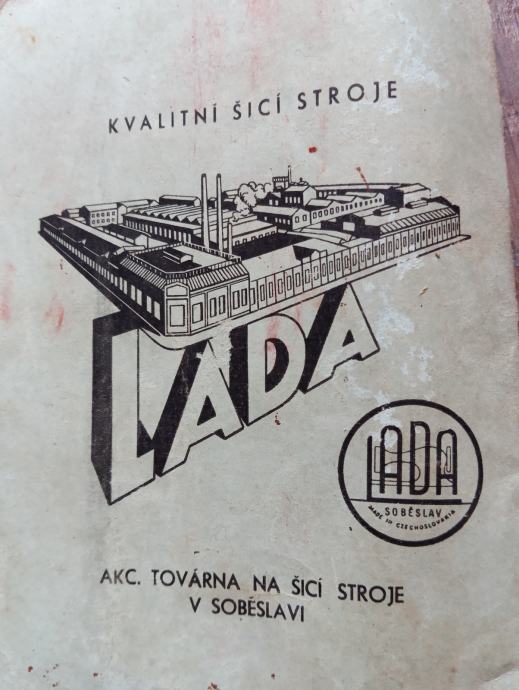 KVALITNÍ ŠICÍ STROJE
LADA
LADA
SOBĚSLAV
MADE IN CZECHOSLOVAKIA
AKC. TOVÁRNA NA ŠICÍ STROJE
V SOBĚSLAVI